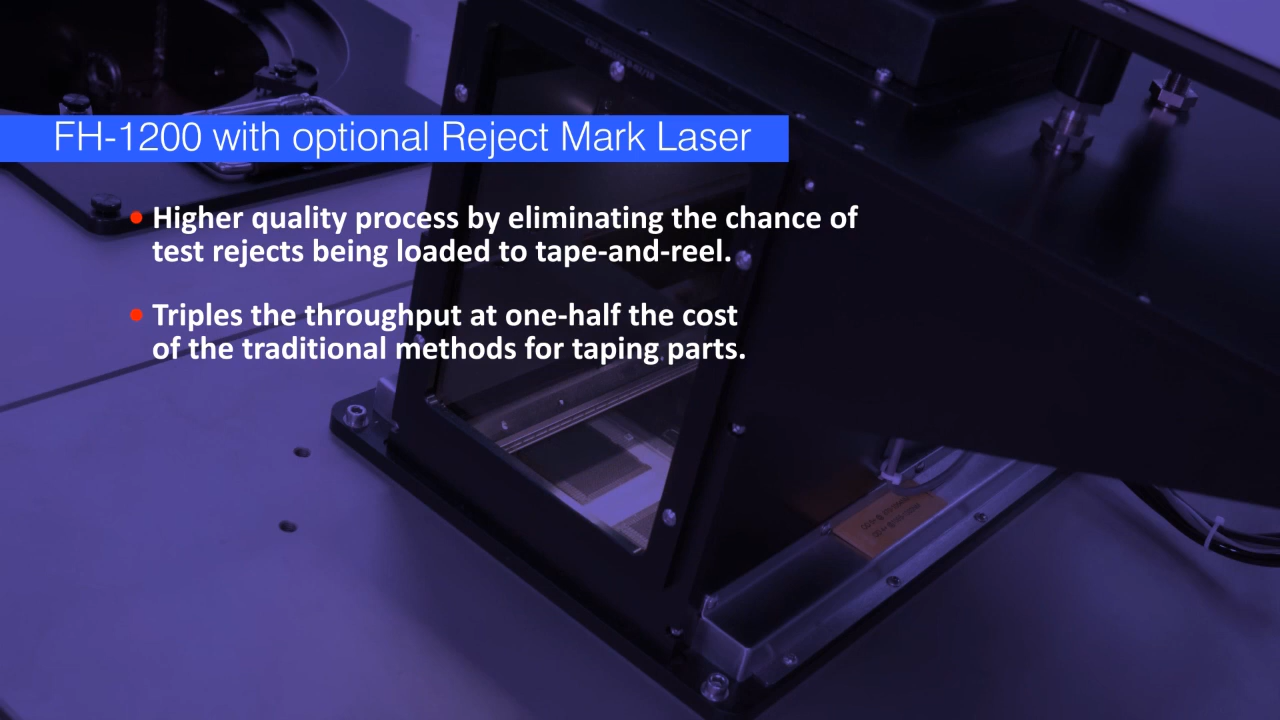 FH-1200 with optional Reject Mark Laser
• Higher quality process by eliminating the chance of
test rejects being loaded to tape-and-reel.
• Triples the throughput at one-half the cost
of the traditional methods for taping parts.